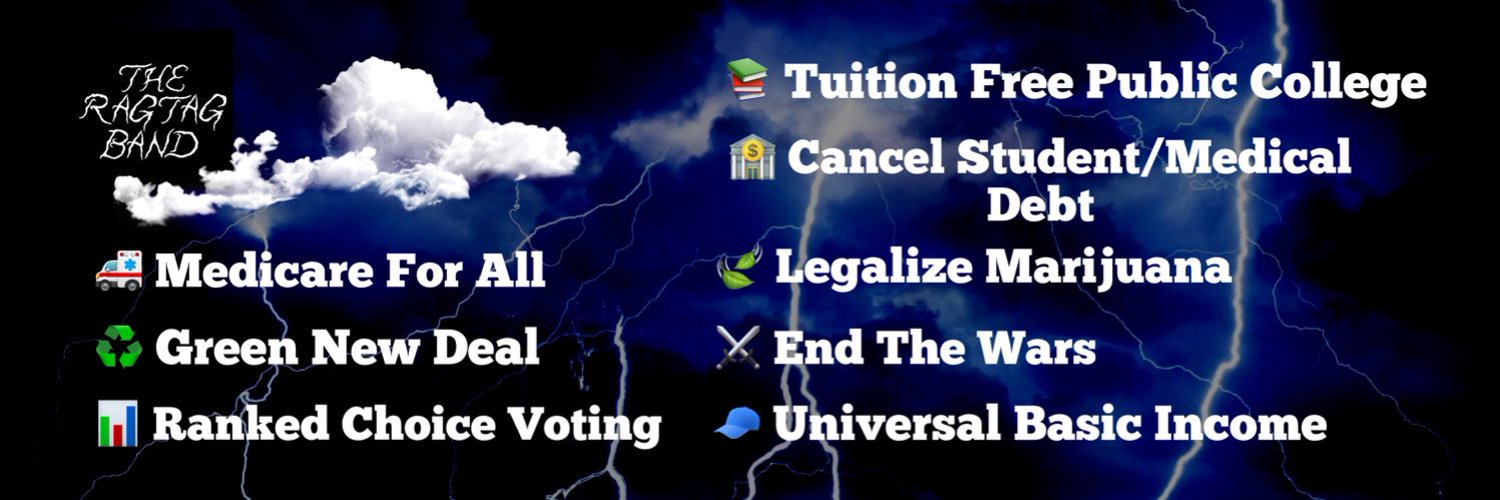 THE
RAGTAG
BAND
🚑 Medicare For All
♻️ Green New Deal
📊 Ranked Choice Voting
📚 Tuition Free Public College
🏦 Cancel Student/Medical
Debt
🍃 Legalize Marijuana
⚔️ End The Wars
🧢 Universal Basic Income